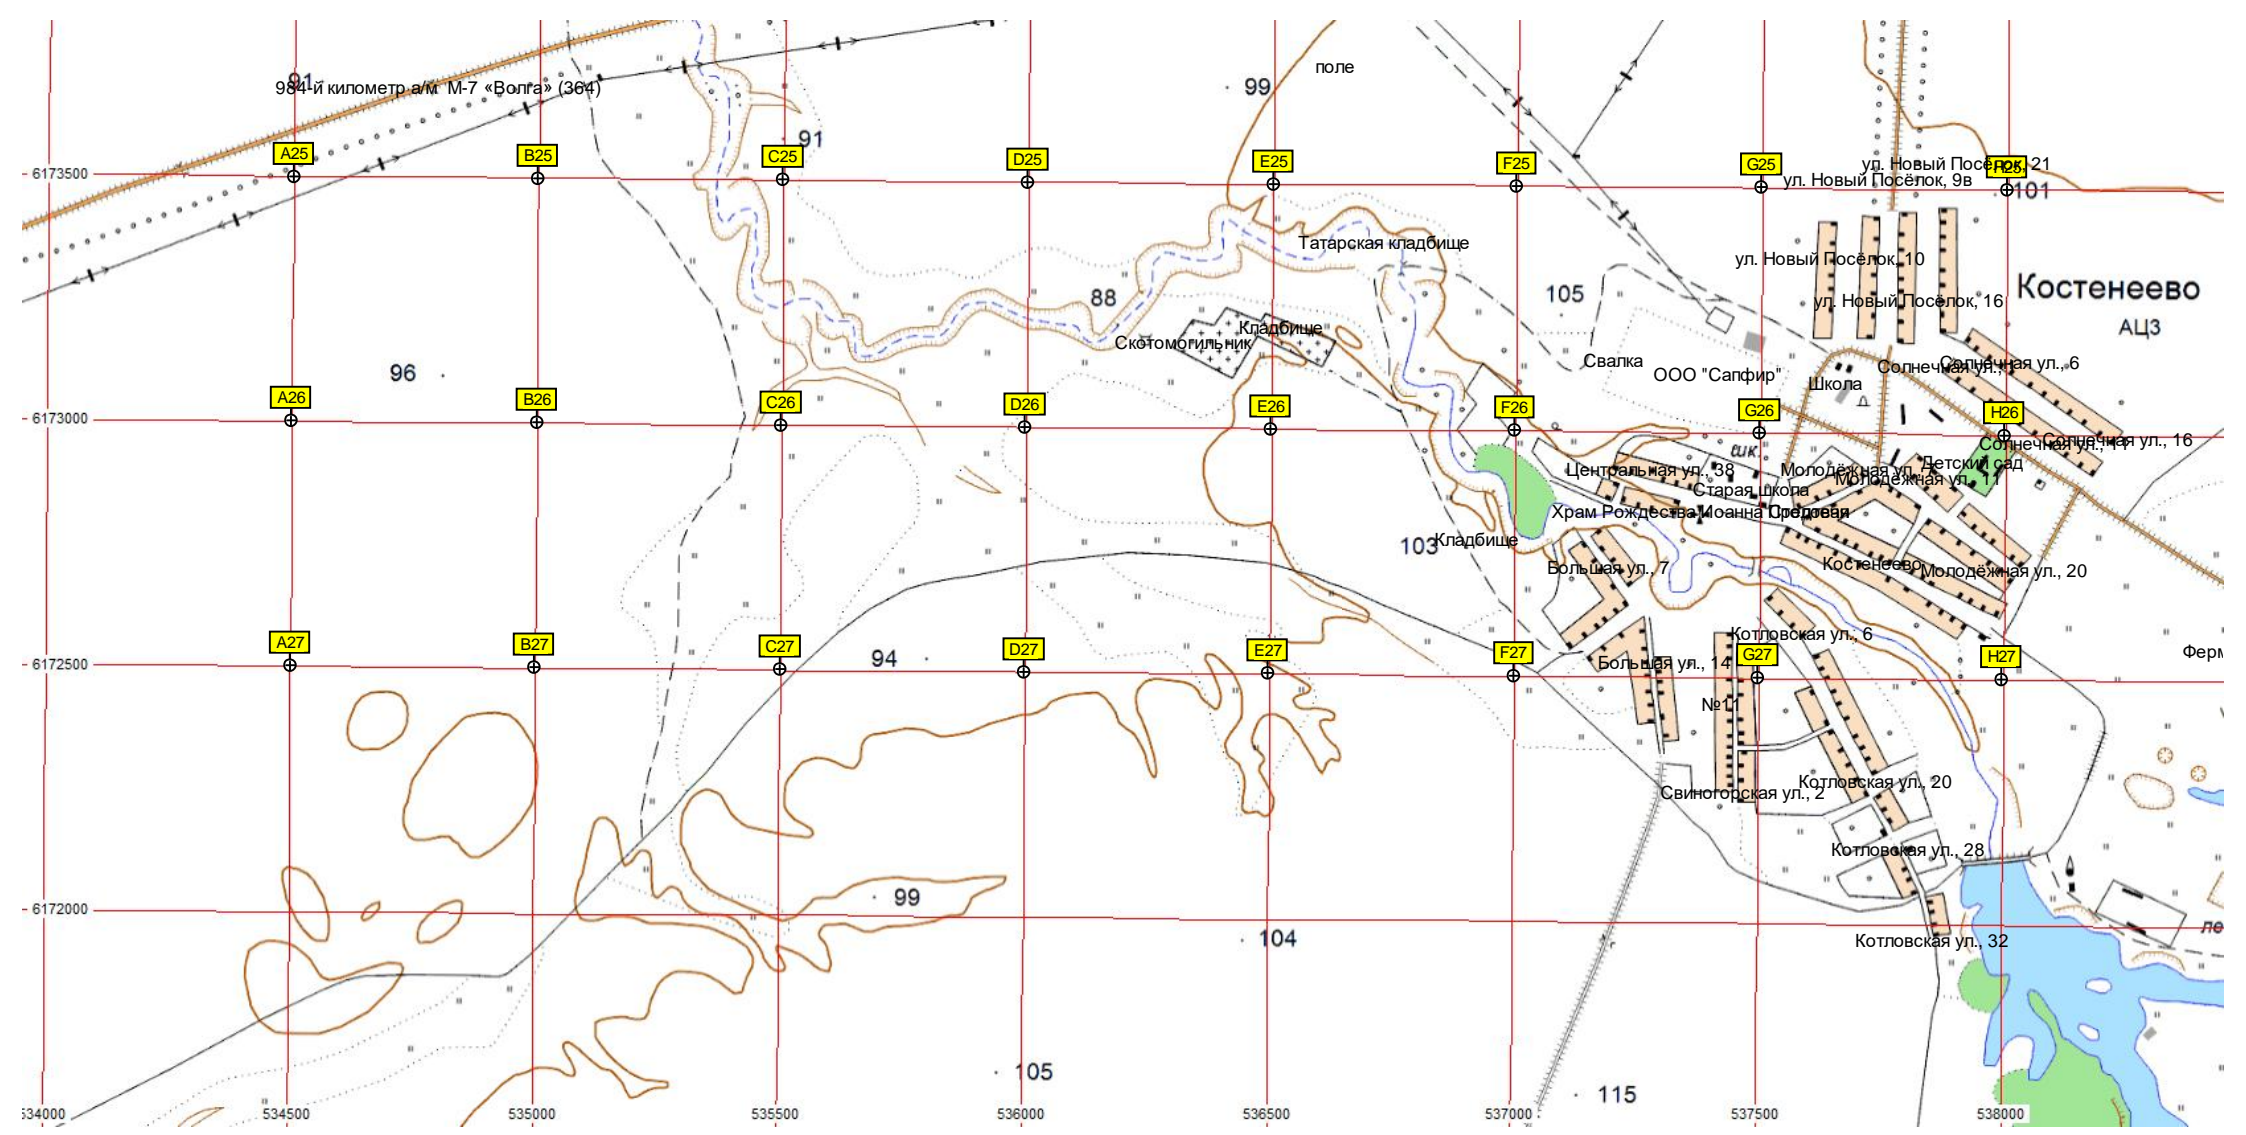 поле
91
984-й километр а/м М-7 «Волга» (364)
99
91
A25
B25
C25
D25
E25
F25
G25
ул. Новый Посёлок, 21
6173500
ул. Новый Посёлок, 9в
101
Татарская кладбище
ул. Новый Посёлок, 10
88
105
Костенеево
ул. Новый Посёлок, 16
АЦЗ
Кладбище
Скотомогильник
Свалка
Солнечная ул., 6
96
ООО "Сапфир"
Школа
A26
B26
C26
D26
E26
F26
G26
H26
6173000
Солнечная ул., 16
шк.
Центральная ул., 38
Детский сад
Молодёжная ул., 11
Старая школа
Храм Рождества Иоанна Предтечи
103
Кладбище
Большая ул., 7
Костенеево
Молодёжная ул., 20
Котловская ул., 6
A27
B27
C27
D27
E27
F27
G27
H27
6172500
94
Большая ул., 14
Ферм
№11
Котловская ул., 20
Свиногорская ул., 2
Котловская ул., 28
99
6172000
104
Котловская ул., 32
ле
105
115
534000
534500
535000
535500
536000
536500
537000
537500
538000